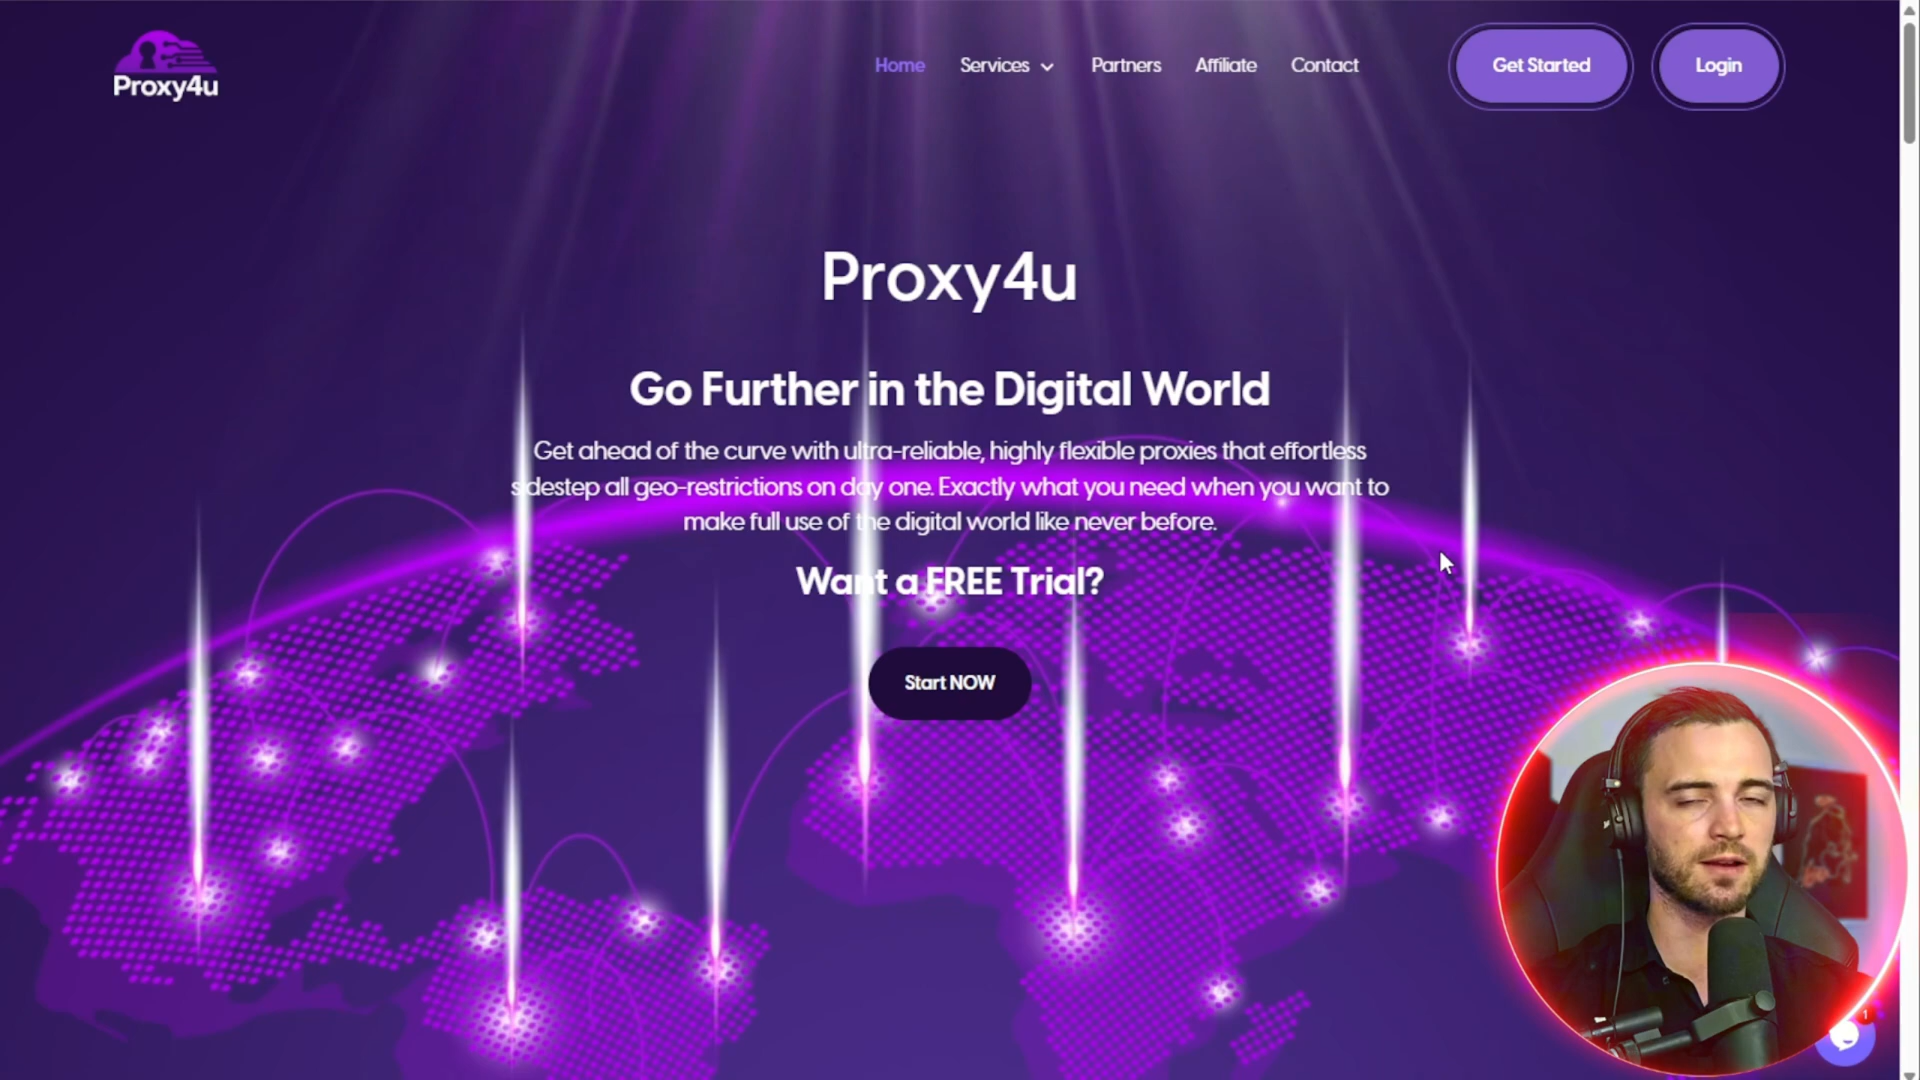 Proxy4u
Home
Services
Partners
Affiliate
Contact
Get Started
Login
Proxy4u
Go Further in the Digital World
Get ahead of the curve with ultra-reliable, highly flexible proxies that effortless
sidestep all geo-restrictions on day one. Exactly what you need when you want to
make full use of the digital world like never before.
Want a FREE Trial?
Start NOW
1